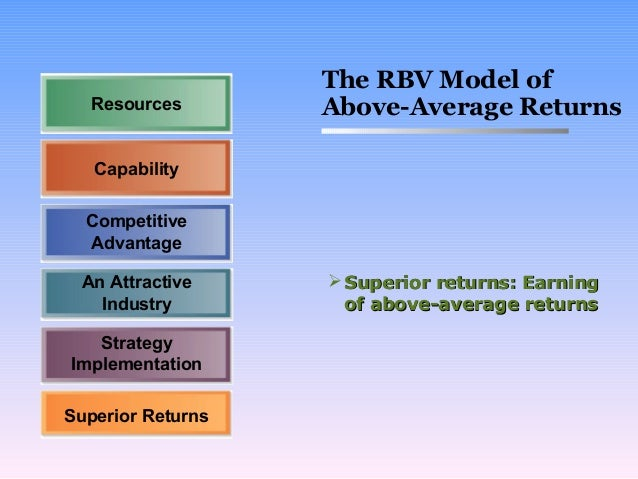 The RBV Model of
Above-Average Returns
Resources
Capability
Competitive
Advantage
An Attractive
Industry
Strategy
Implementation
Superior Returns
➢Superior returns: Earning
of above-average returns